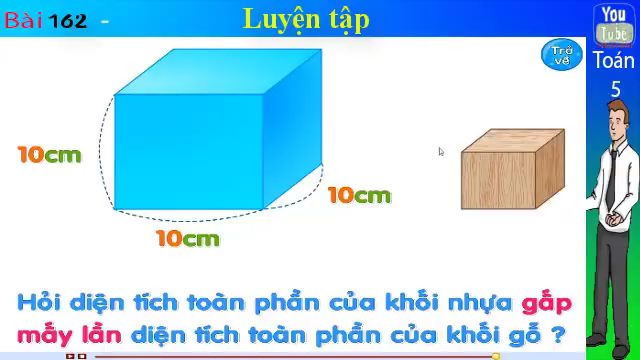 Bài 162 - Luyện tập
You
Tube
Trả
về
Toán
5
10cm
10cm
10cm
Hỏi diện tích toàn phần của khối nhựa gấp
mấy lần diện tích toàn phần của khối gỗ ?